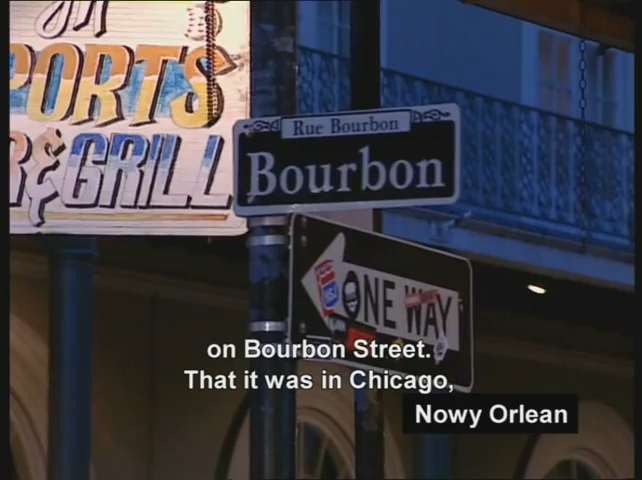 PORTS
& GRILL
Rue Bourbon
Bourbon
ONE WAY
on Bourbon Street.
That it was in Chicago,
Nowy Orlean